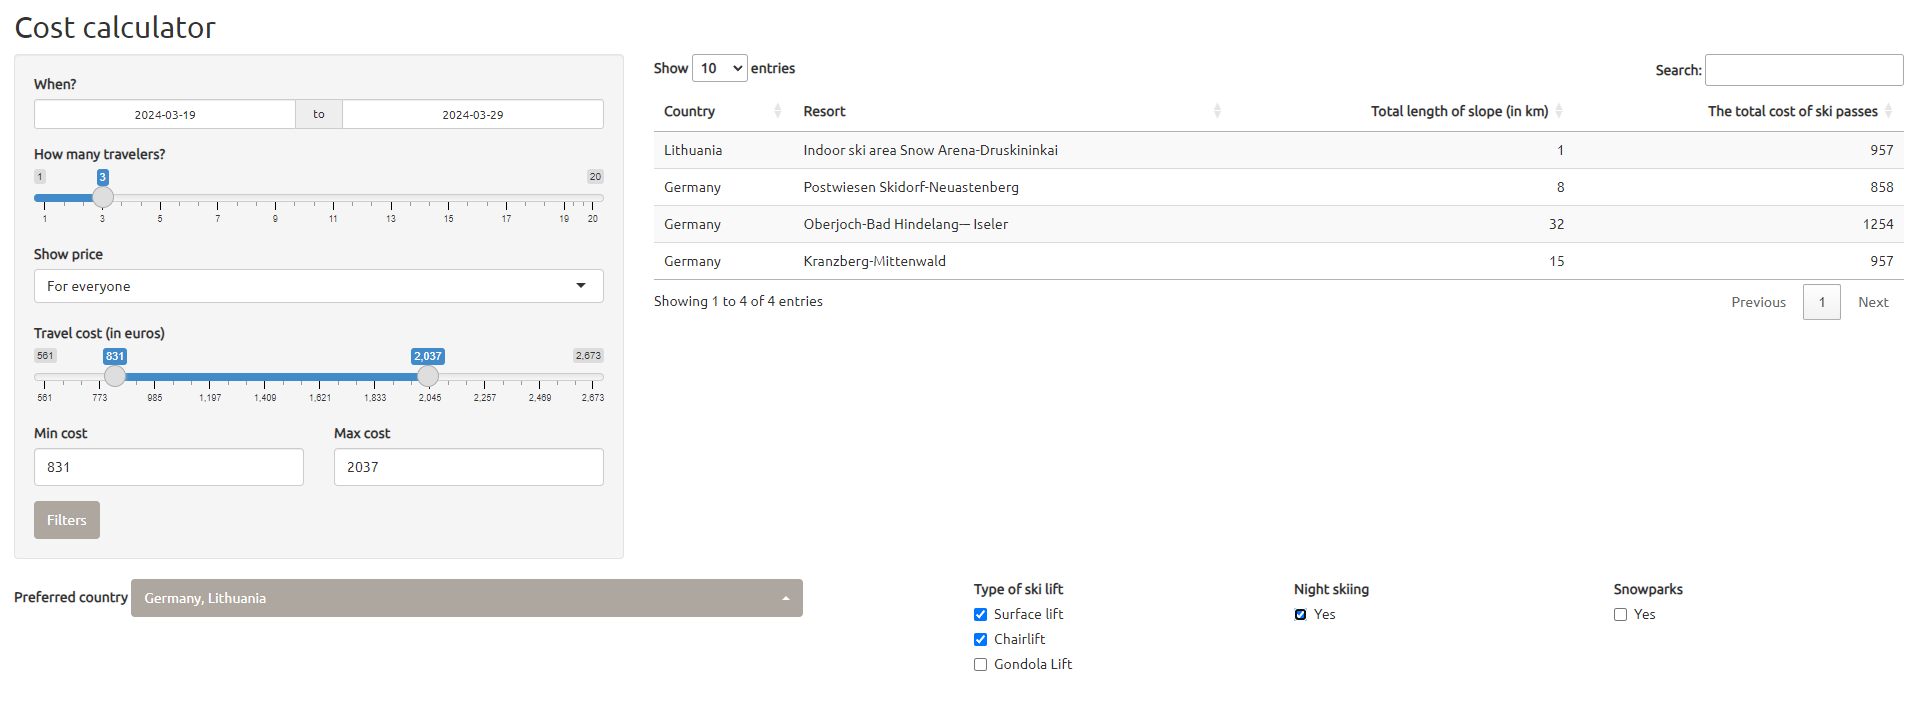 Cost calculator
When?
2024-03-19 to 2024-03-29
How many travelers?
1 3 20
1 3 5 7 9 11 13 15 17 19 20
Show price
For everyone
Travel cost (in euros)
561 831 2,037 2,673
561 773 985 1,197 1,409 1,621 1,833 2,045 2,257 2,469 2,673
Min cost Max cost
831 2037
Filters
Show 10 entries Search:
Country Resort Total length of slope (in km) The total cost of ski passes
Lithuania Indoor ski area Snow Arena-Druskininkai 1 957
Germany Postwiesen Skidorf-Neuastenberg 8 858
Germany Oberjoch-Bad Hindelang— Iseler 32 1254
Germany Kranzberg-Mittenwald 15 957
Showing 1 to 4 of 4 entries Previous 1 Next
Preferred country Germany, Lithuania
Type of ski lift
Surface lift
Chairlift
Gondola Lift
Night skiing
Yes
Snowparks
Yes